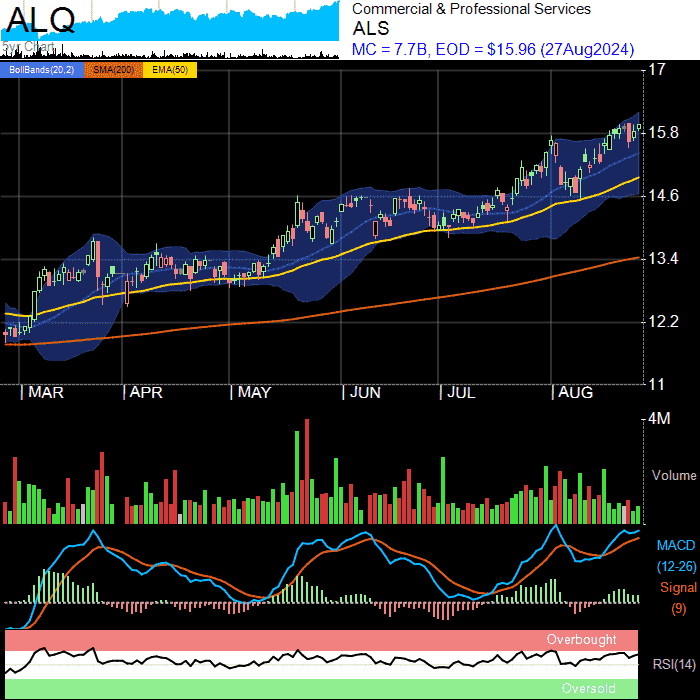 ALQ
5yr Chart
Commercial & Professional Services
ALS
MC = 7.7B, EOD = $15.96 (27Aug2024)
BollBands(20,2) SMA(200) EMA(50)
17
15.8
14.6
13.4
12.2
11
| MAR | APR | MAY | JUN | JUL | AUG
4M
Volume
MACD
(12-26)
Signal
(9)
Overbought
RSI(14)
Oversold